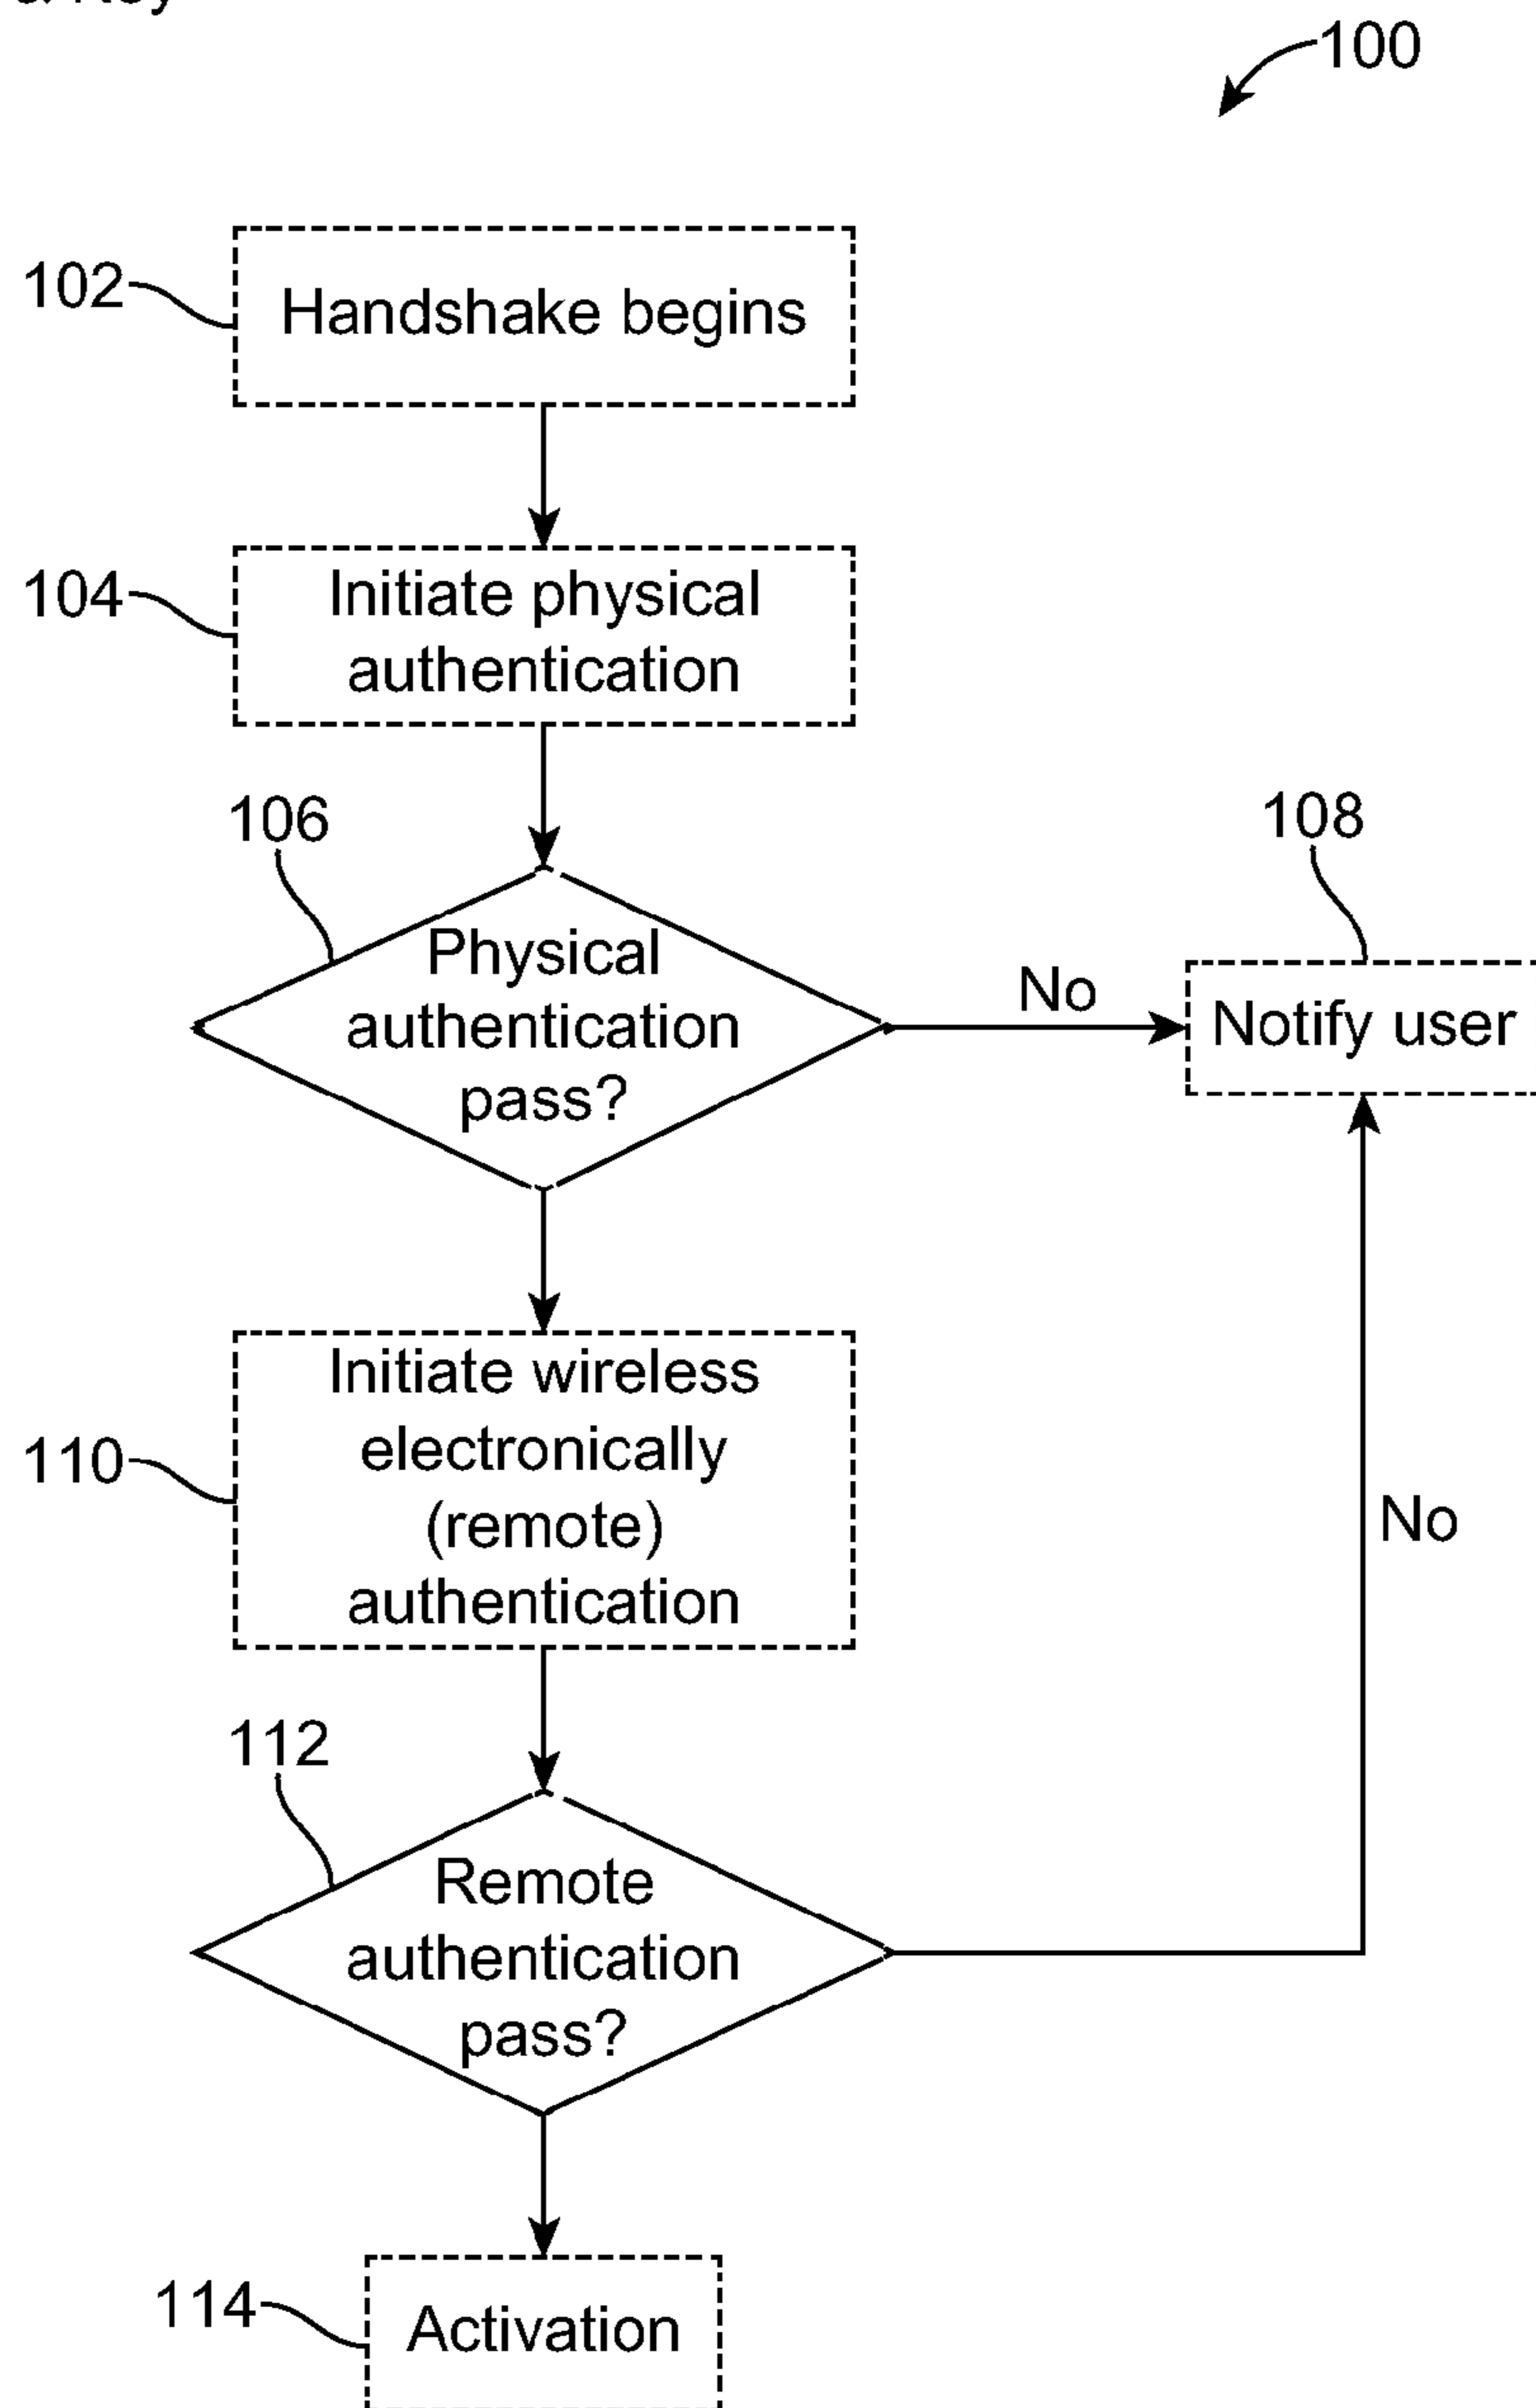 100
102
Handshake begins
104
Initiate physical
authentication
106
108
Physical
authentication
pass?
No
Notify user
110
Initiate wireless
electronically
(remote)
authentication
No
112
Remote
authentication
pass?
114
Activation